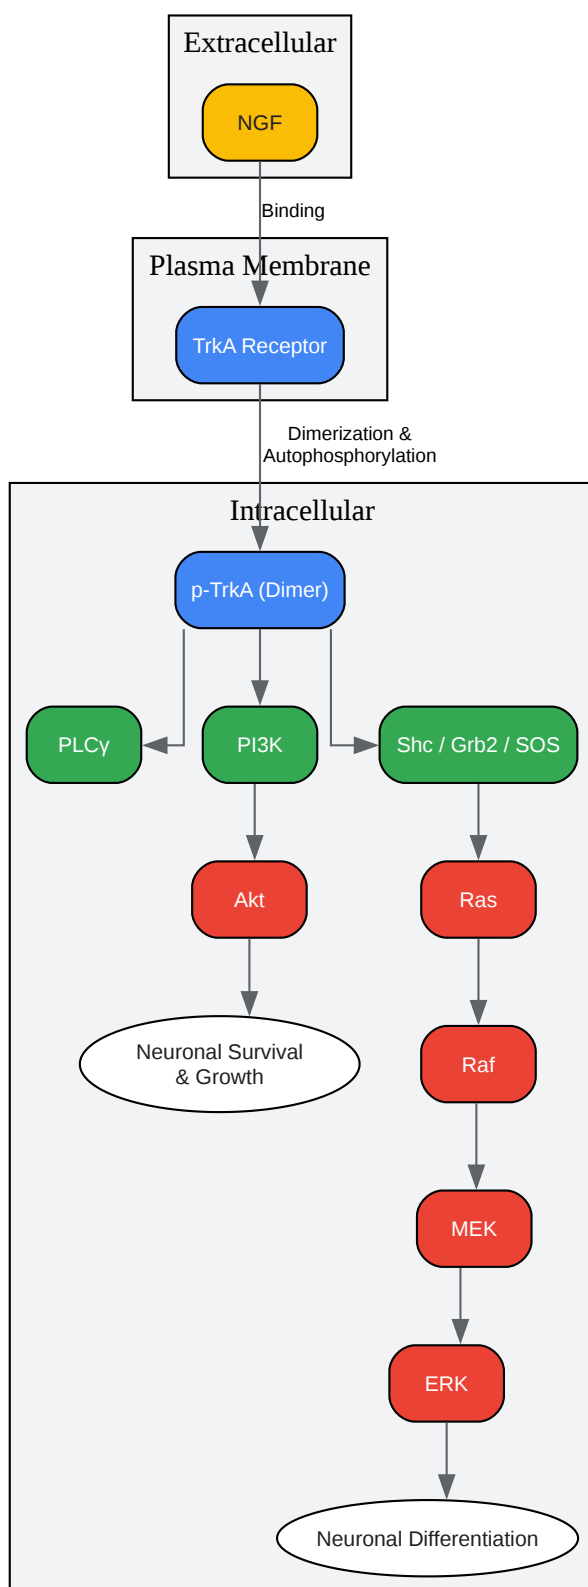 Extracellular
NGF
Binding
Plasma Membrane
TrkA Receptor
Dimerization &
Autophosphorylation
Intracellular
p-TrkA (Dimer)
PLCγ
PI3K
Shc / Grb2 / SOS
Akt
Ras
Neuronal Survival
& Growth
Raf
MEK
ERK
Neuronal Differentiation